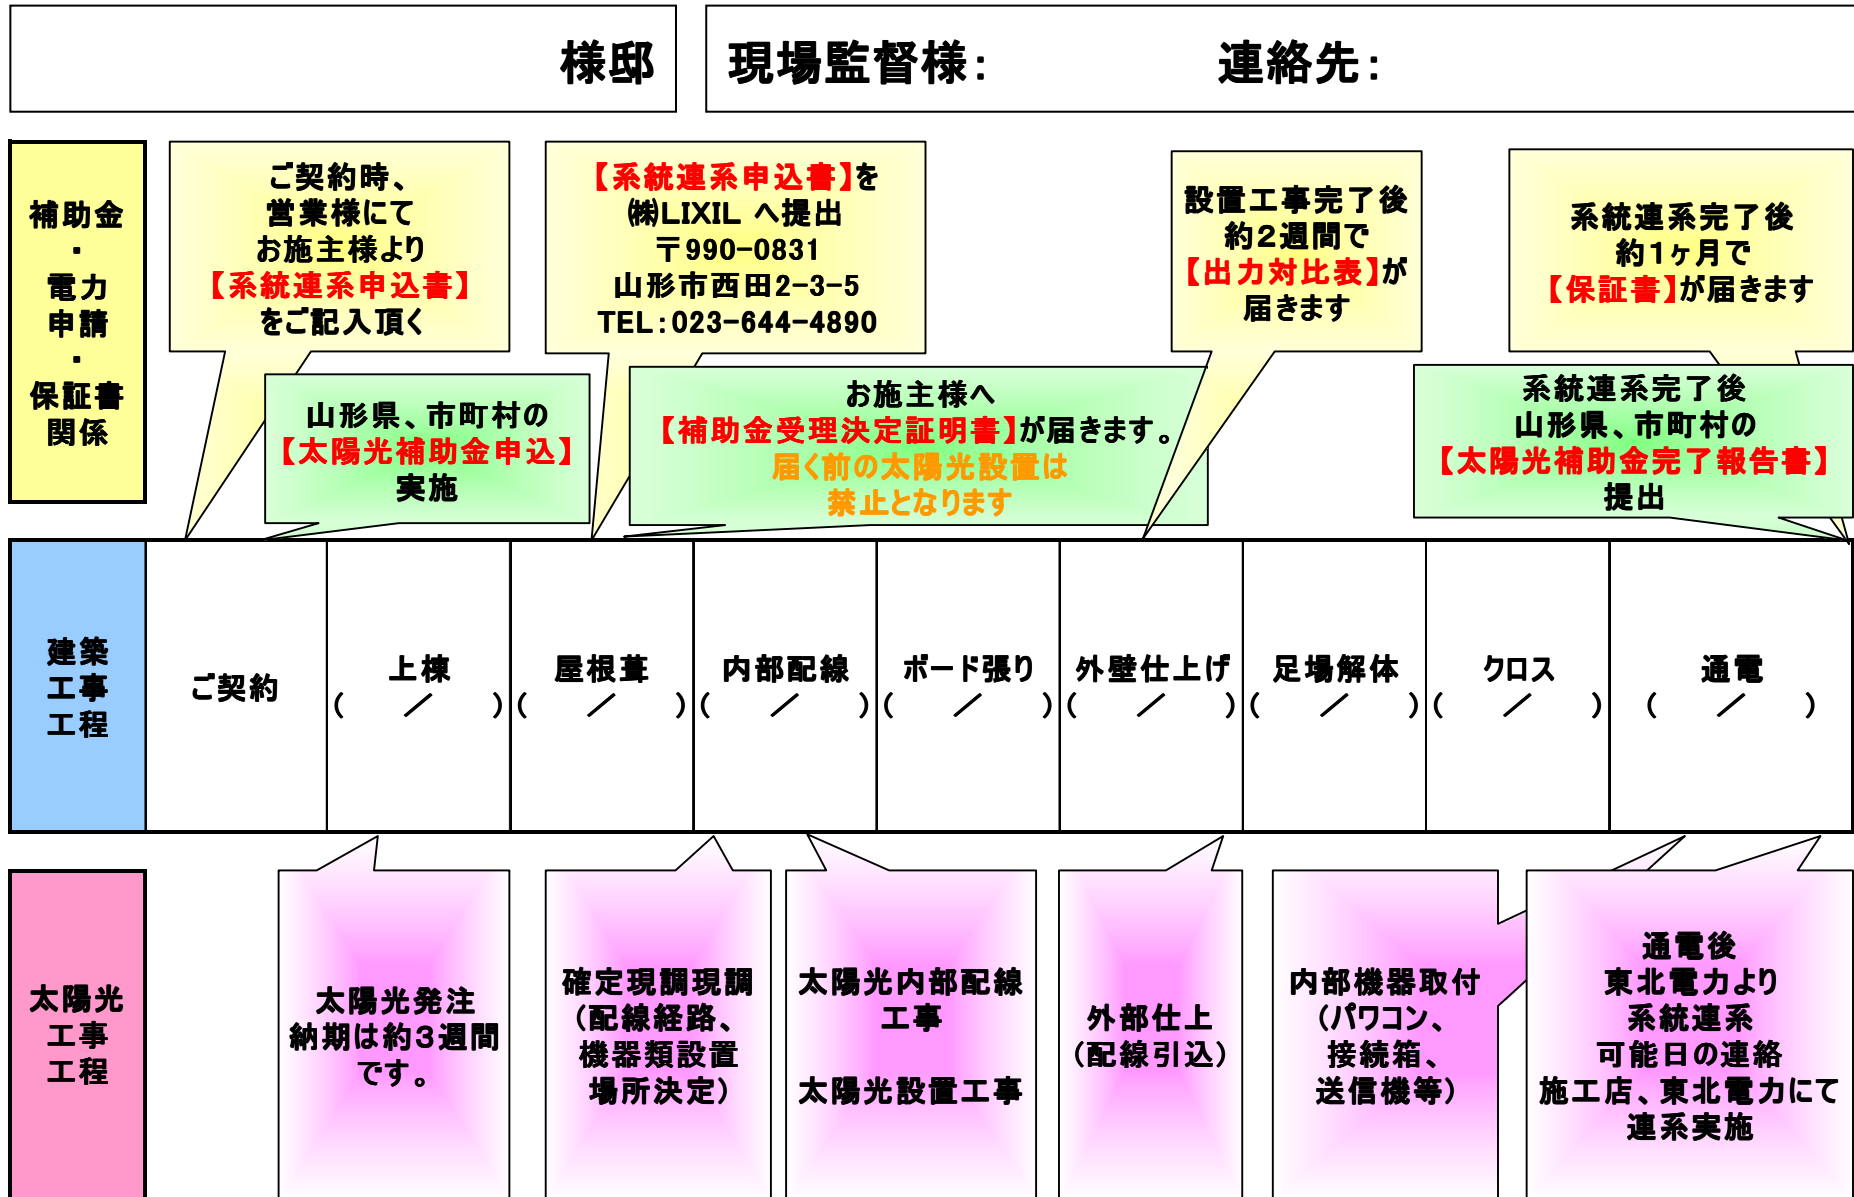 様邸
現場監督様：　連絡先：
補助金
・
電力
申請
・
保証書
関係
ご契約時、
営業様にて
お施主様より
【系統連系申込書】
をご記入頂く
【系統連系申込書】を
㈱LIXIL へ提出
〒990-0831
山形市西田2-3-5
TEL：023-644-4890
設置工事完了後
約２週間で
【出力対比表】が
届きます
系統連系完了後
約1ヶ月で
【保証書】が届きます
山形県、市町村の
【太陽光補助金申込】
実施
お施主様へ
【補助金受理決定証明書】が届きます。
届く前の太陽光設置は
禁止となります
系統連系完了後
山形県、市町村の
【太陽光補助金完了報告書】
提出
建築
工事
工程
ご契約
上棟
（　／　）
屋根葺
（　／　）
内部配線
（　／　）
ボード張り
（　／　）
外壁仕上げ
（　／　）
足場解体
（　／　）
クロス
（　／　）
通電
（　／　）
太陽光
工事
工程
太陽光発注
納期は約３週間
です。
確定現調現調
（配線経路、
機器類設置
場所決定）
太陽光内部配線
工事
太陽光設置工事
外部仕上
（配線引込）
内部機器取付
（パワコン、
接続箱、
送信機等）
通電後
東北電力より
系統連系
可能日の連絡
施工店、東北電力にて
連系実施